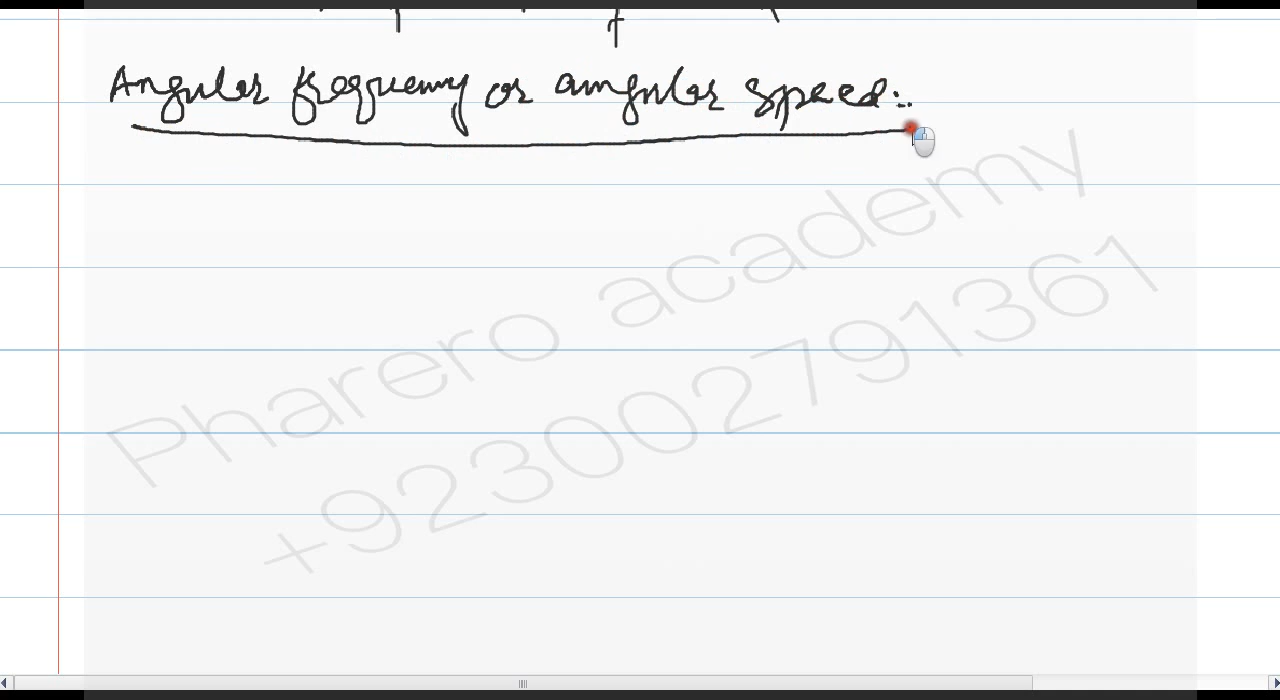 Angular frequency or angular speed:-
Pharero academy
+923002791361